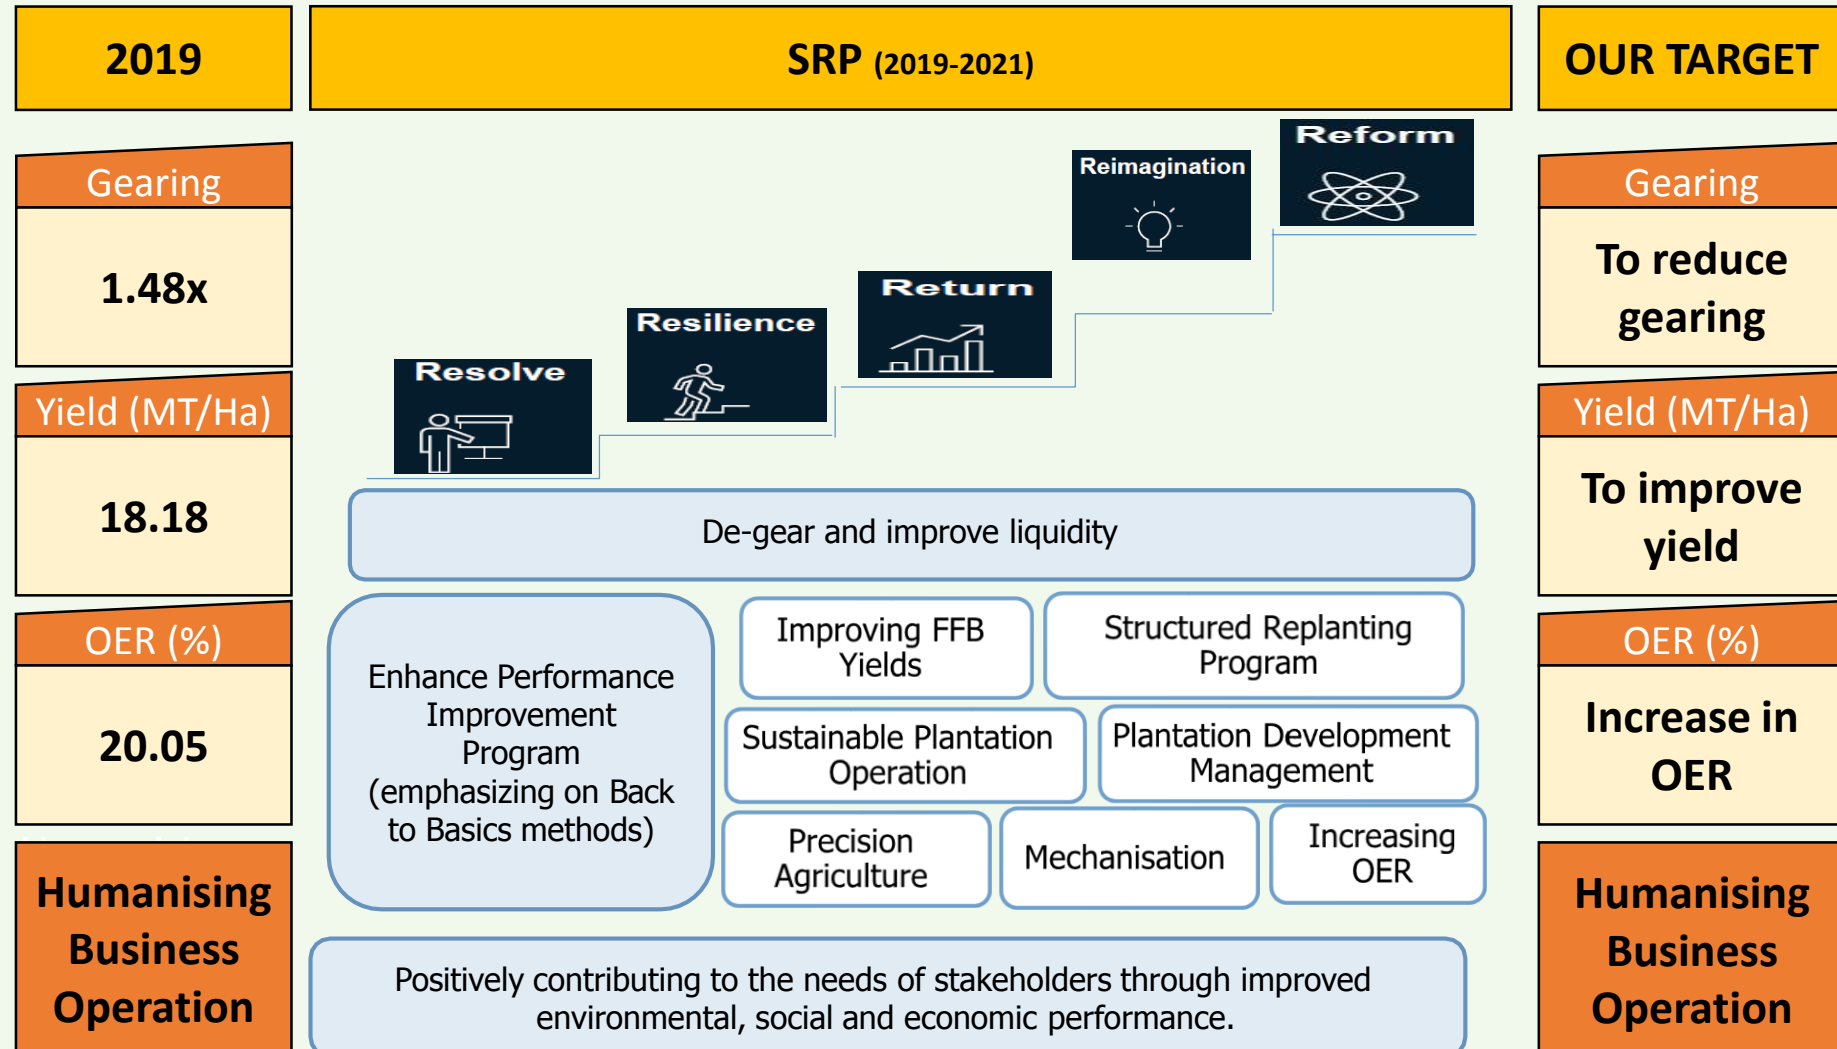 2019
SRP (2019-2021)
OUR TARGET
Gearing
1.48x
Yield (MT/Ha)
18.18
OER (%)
20.05
Humanising
Business
Operation
Resolve
Resilience
Return
Reimagination
Reform
De-gear and improve liquidity
Enhance Performance
Improvement
Program
(emphasizing on Back
to Basics methods)
Improving FFB
Yields
Structured Replanting
Program
Sustainable Plantation
Operation
Plantation Development
Management
Precision
Agriculture
Mechanisation
Increasing
OER
Positively contributing to the needs of stakeholders through improved
environmental, social and economic performance.
Gearing
To reduce
gearing
Yield (MT/Ha)
To improve
yield
OER (%)
Increase in
OER
Humanising
Business
Operation